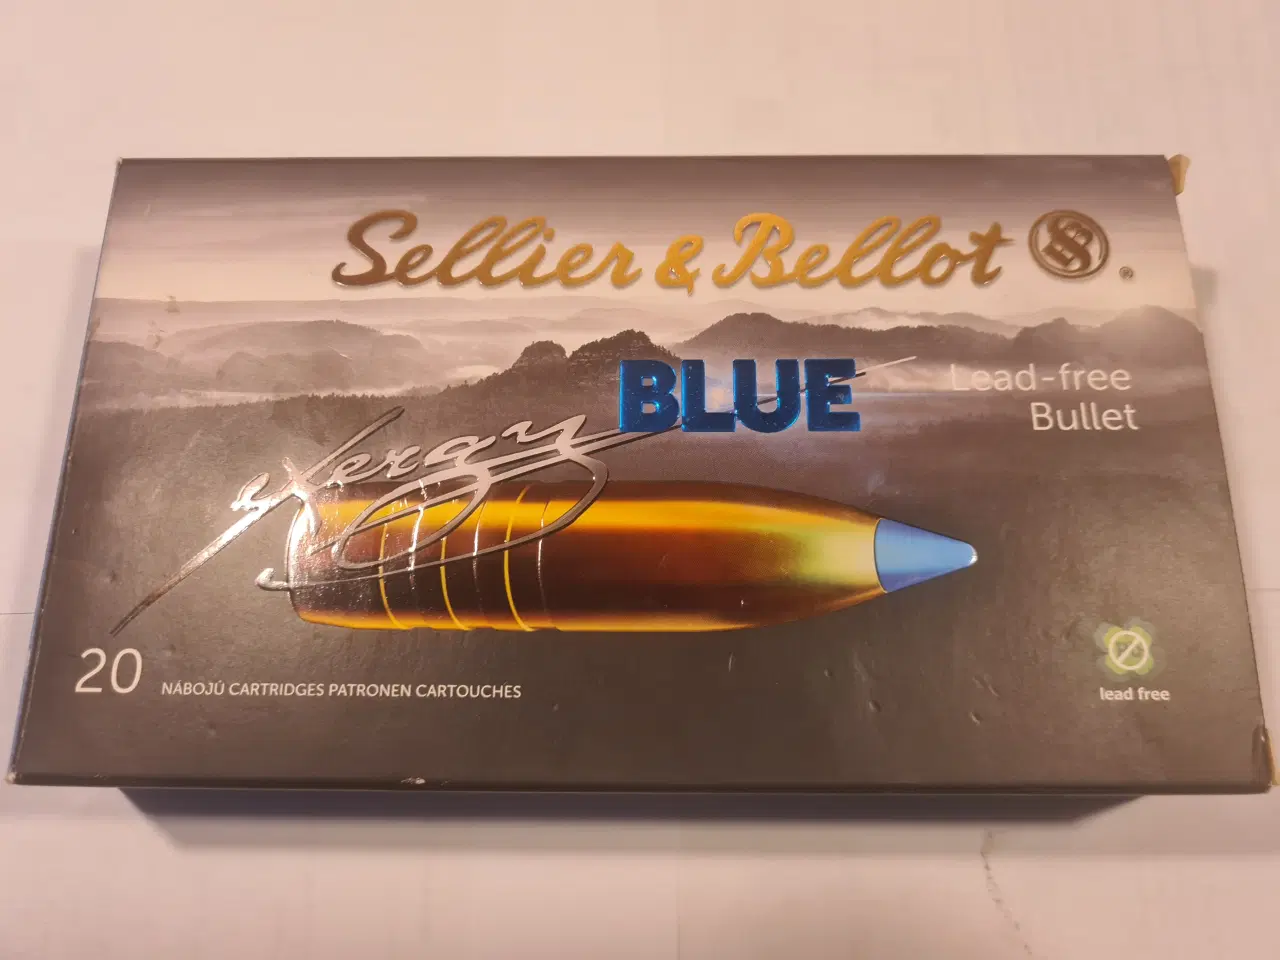 Sellier & Bellot
®
eXergy BLUE
Lead-free
Bullet
20 NÁBOJŮ CARTRIDGES PATRONEN CARTOUCHES
lead free